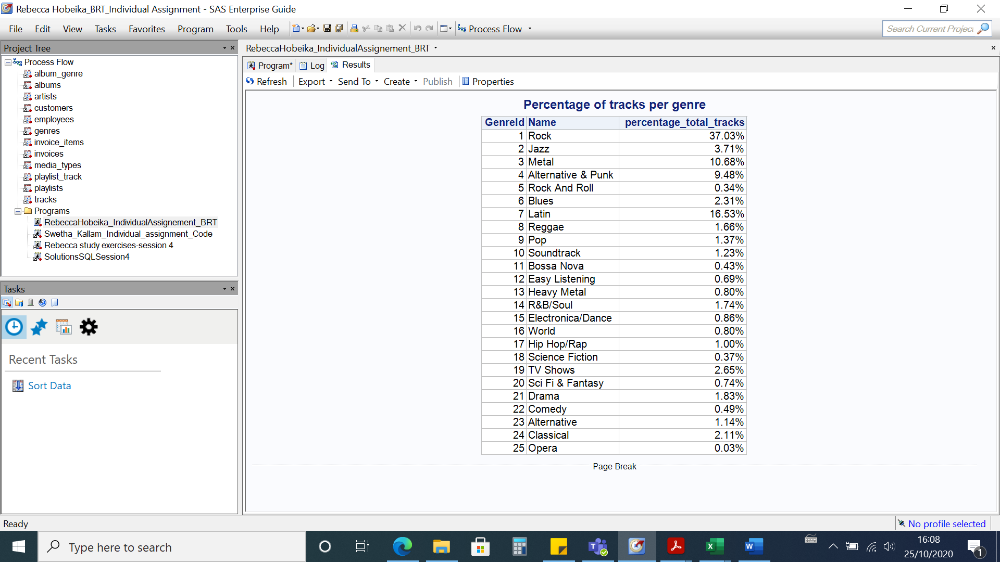 Rebecca Hobeika_BRT_Individual Assignment - SAS Enterprise Guide
File Edit View Tasks Favorites Program Tools Help Process Flow Search Current Project
Project Tree
Process Flow
album_genre
albums
artists
customers
employees
genres
invoice_items
invoices
media_types
playlist_track
playlists
tracks
Programs
RebeccaHobeika_IndividualAssignement_BRT
Swetha_Kallam_Individual_assignment_Code
Rebecca study exercises-session 4
SolutionsSQLSession4
Tasks
Recent Tasks
Sort Data
RebeccaHobeika_IndividualAssignement_BRT
Program* Log Results
Refresh Export Send To Create Publish Properties
Percentage of tracks per genre
GenreId Name percentage_total_tracks
1 Rock 37.03%
2 Jazz 3.71%
3 Metal 10.68%
4 Alternative & Punk 9.48%
5 Rock And Roll 0.34%
6 Blues 2.31%
7 Latin 16.53%
8 Reggae 1.66%
9 Pop 1.37%
10 Soundtrack 1.23%
11 Bossa Nova 0.43%
12 Easy Listening 0.69%
13 Heavy Metal 0.80%
14 R&B/Soul 1.74%
15 Electronica/Dance 0.86%
16 World 0.80%
17 Hip Hop/Rap 1.00%
18 Science Fiction 0.37%
19 TV Shows 2.65%
20 Sci Fi & Fantasy 0.74%
21 Drama 1.83%
22 Comedy 0.49%
23 Alternative 1.14%
24 Classical 2.11%
25 Opera 0.03%
Page Break
Ready No profile selected
Type here to search
16:08
25/10/2020
1